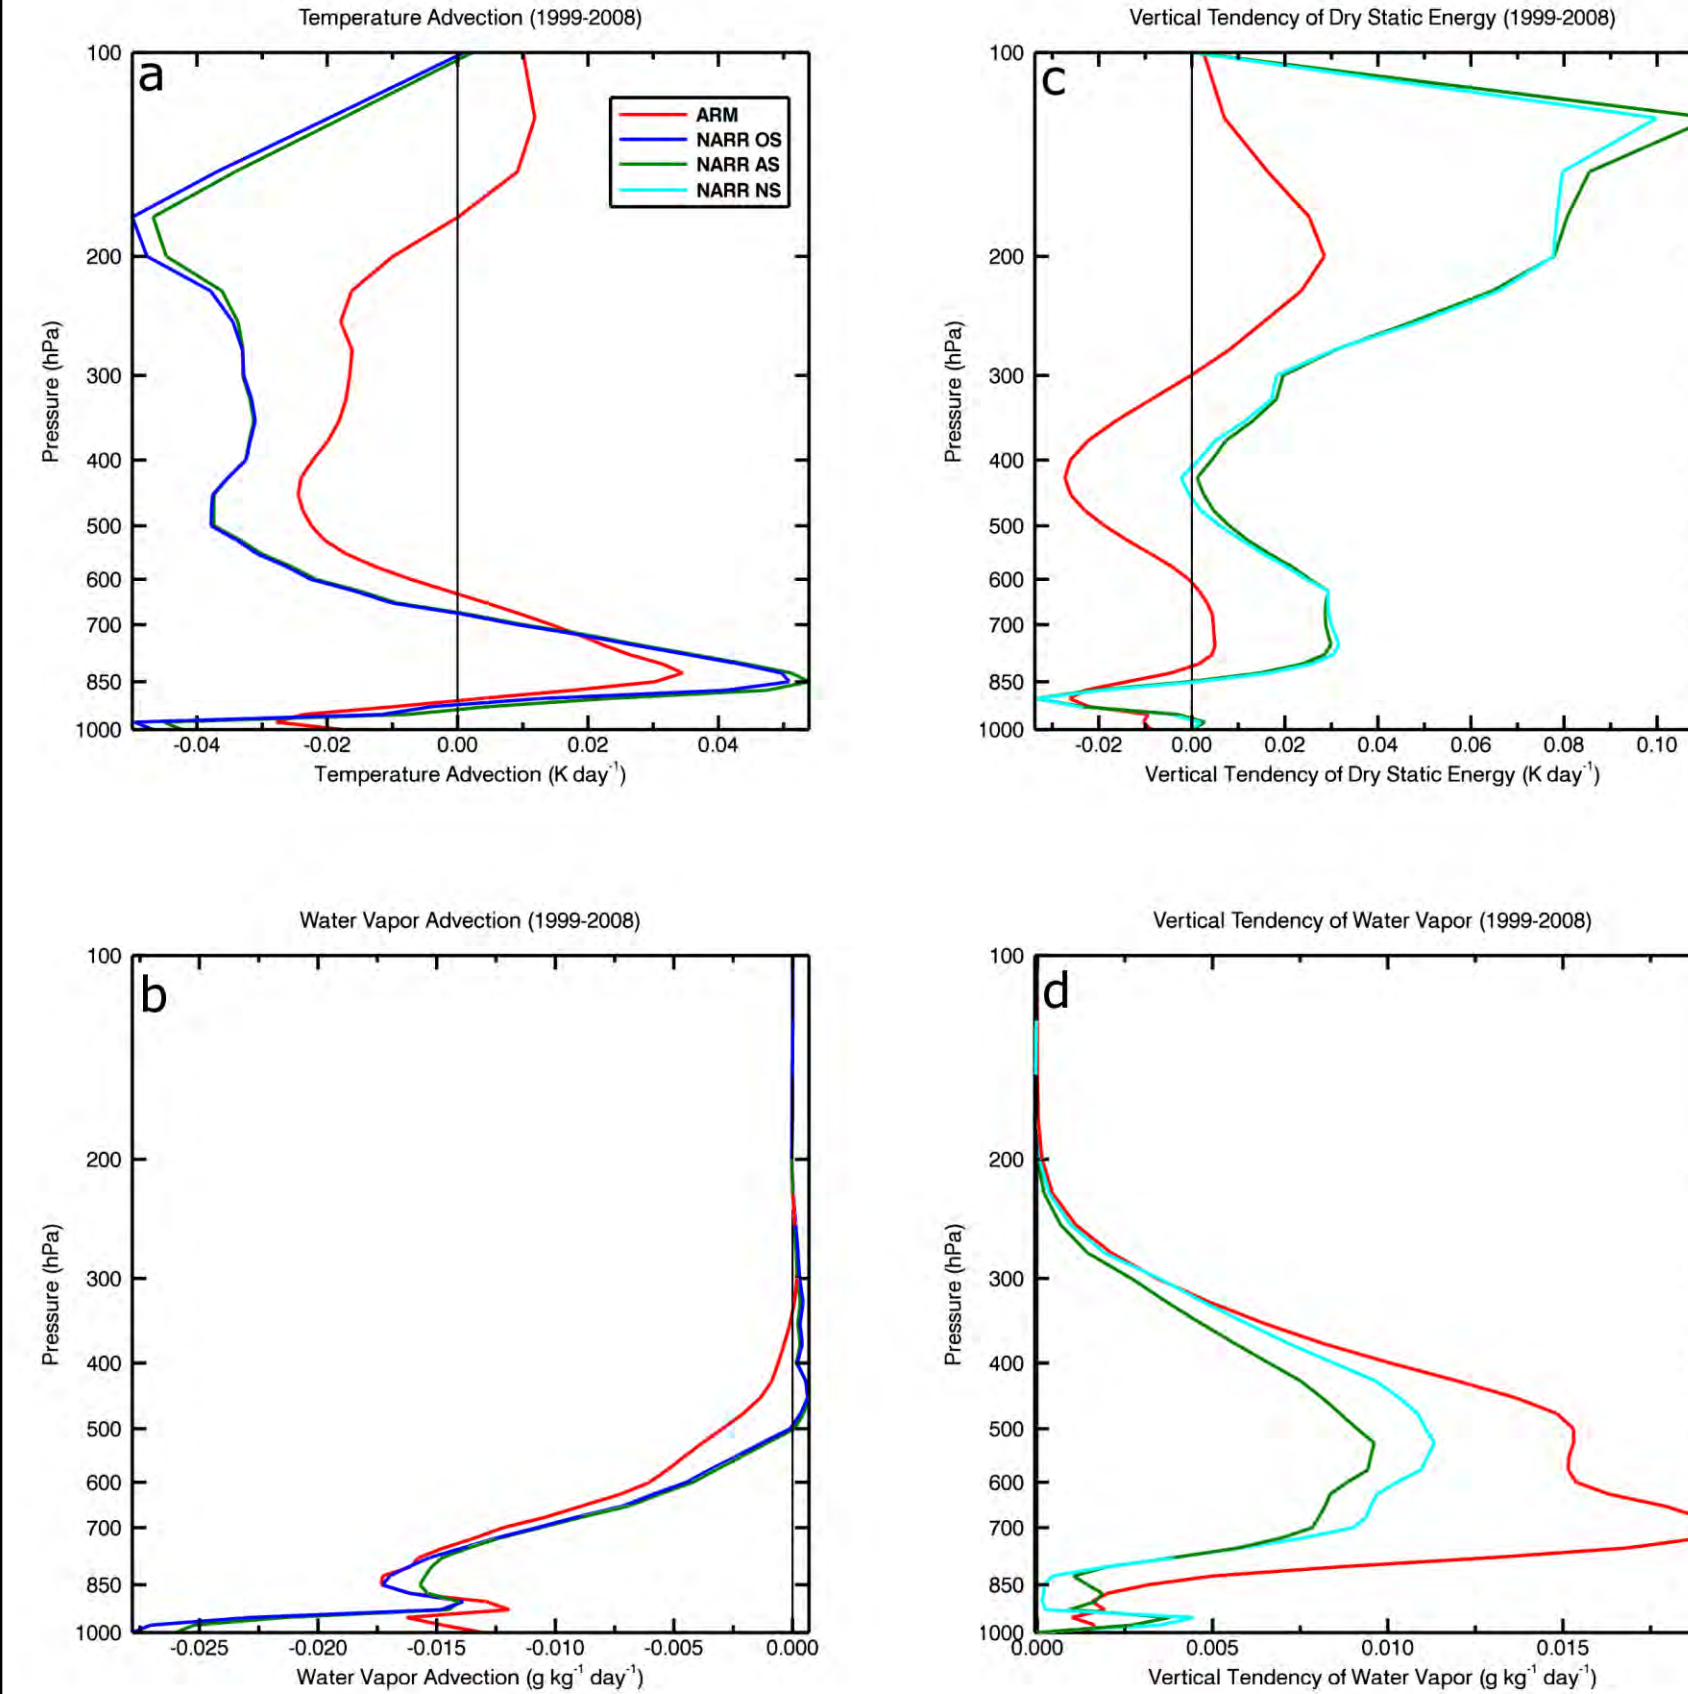 Temperature Advection (1999-2008)
a
100
200
300
400
500
600
700
850
1000
Pressure (hPa)
ARM
NARR OS
NARR AS
NARR NS
-0.04 -0.02 0.00 0.02 0.04
Temperature Advection (K day-1)
Vertical Tendency of Dry Static Energy (1999-2008)
c
100
200
300
400
500
600
700
850
1000
Pressure (hPa)
-0.02 0.00 0.02 0.04 0.06 0.08 0.10
Vertical Tendency of Dry Static Energy (K day-1)
Water Vapor Advection (1999-2008)
b
100
200
300
400
500
600
700
850
1000
Pressure (hPa)
-0.025 -0.020 -0.015 -0.010 -0.005 0.000
Water Vapor Advection (g kg-1 day-1)
Vertical Tendency of Water Vapor (1999-2008)
d
100
200
300
400
500
600
700
850
1000
Pressure (hPa)
0.000 0.005 0.010 0.015
Vertical Tendency of Water Vapor (g kg-1 day-1)